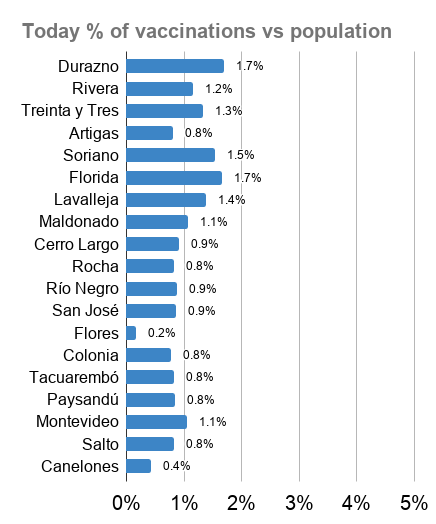 Today % of vaccinations vs population
Durazno 1.7%
Rivera 1.2%
Treinta y Tres 1.3%
Artigas 0.8%
Soriano 1.5%
Florida 1.7%
Lavalleja 1.4%
Maldonado 1.1%
Cerro Largo 0.9%
Rocha 0.8%
Río Negro 0.9%
San José 0.9%
Flores 0.2%
Colonia 0.8%
Tacuarembó 0.8%
Paysandú 0.8%
Montevideo 1.1%
Salto 0.8%
Canelones 0.4%
0% 1% 2% 3% 4% 5%